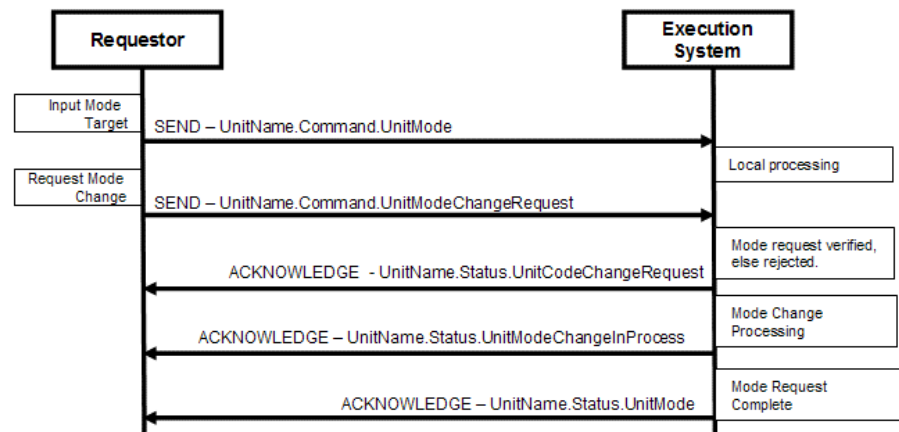 Requestor
Execution
System
Input Mode
Target
SEND – UnitName.Command.UnitMode
Local processing
Request Mode
Change
SEND – UnitName.Command.UnitModeChangeRequest
Mode request verified,
else rejected.
ACKNOWLEDGE - UnitName.Status.UnitCodeChangeRequest
Mode Change
Processing
ACKNOWLEDGE – UnitName.Status.UnitModeChangeInProcess
Mode Request
Complete
ACKNOWLEDGE – UnitName.Status.UnitMode